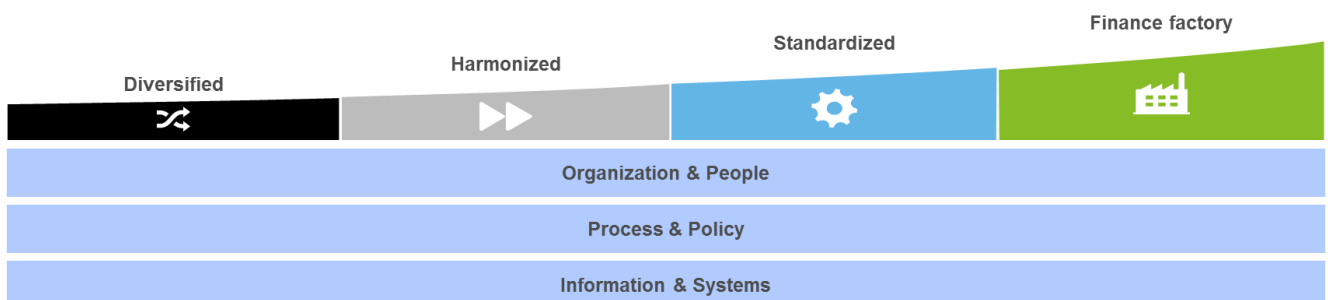 Finance factory
Standardized
Harmonized
Diversified
Organization & People
Process & Policy
Information & Systems